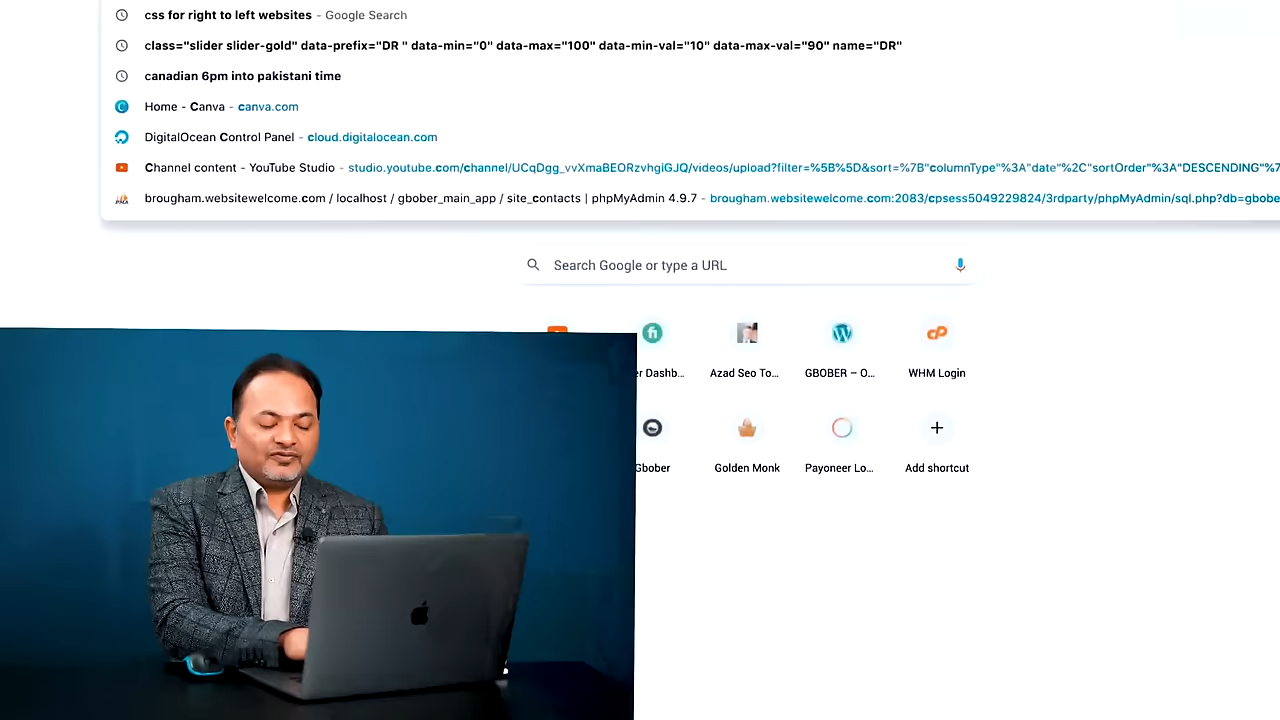 css for right to left websites - Google Search
class="slider slider-gold" data-prefix="DR " data-min="0" data-max="100" data-min-val="10" data-max-val="90" name="DR"
canadian 6pm into pakistani time
Home - Canva - canva.com
DigitalOcean Control Panel - cloud.digitalocean.com
Channel content - YouTube Studio - studio.youtube.com/channel/UCqDgg_vvXmaBEORzvhgiGJQ/videos/upload?filter=%5B%5D&sort=%7B"columnType"%3A"date"%2C"sortOrder"%3A"DESCENDING"%7
brougham.websitewelcome.com / localhost / gbober_main_app / site_contacts | phpMyAdmin 4.9.7 - brougham.websitewelcome.com:2083/cpsess5049229824/3rdparty/phpMyAdmin/sql.php?db=gbobe
Search Google or type a URL
er Dashb... Azad Seo To... GBOBER – O... WHM Login
Gbober Golden Monk Payoneer Lo... Add shortcut